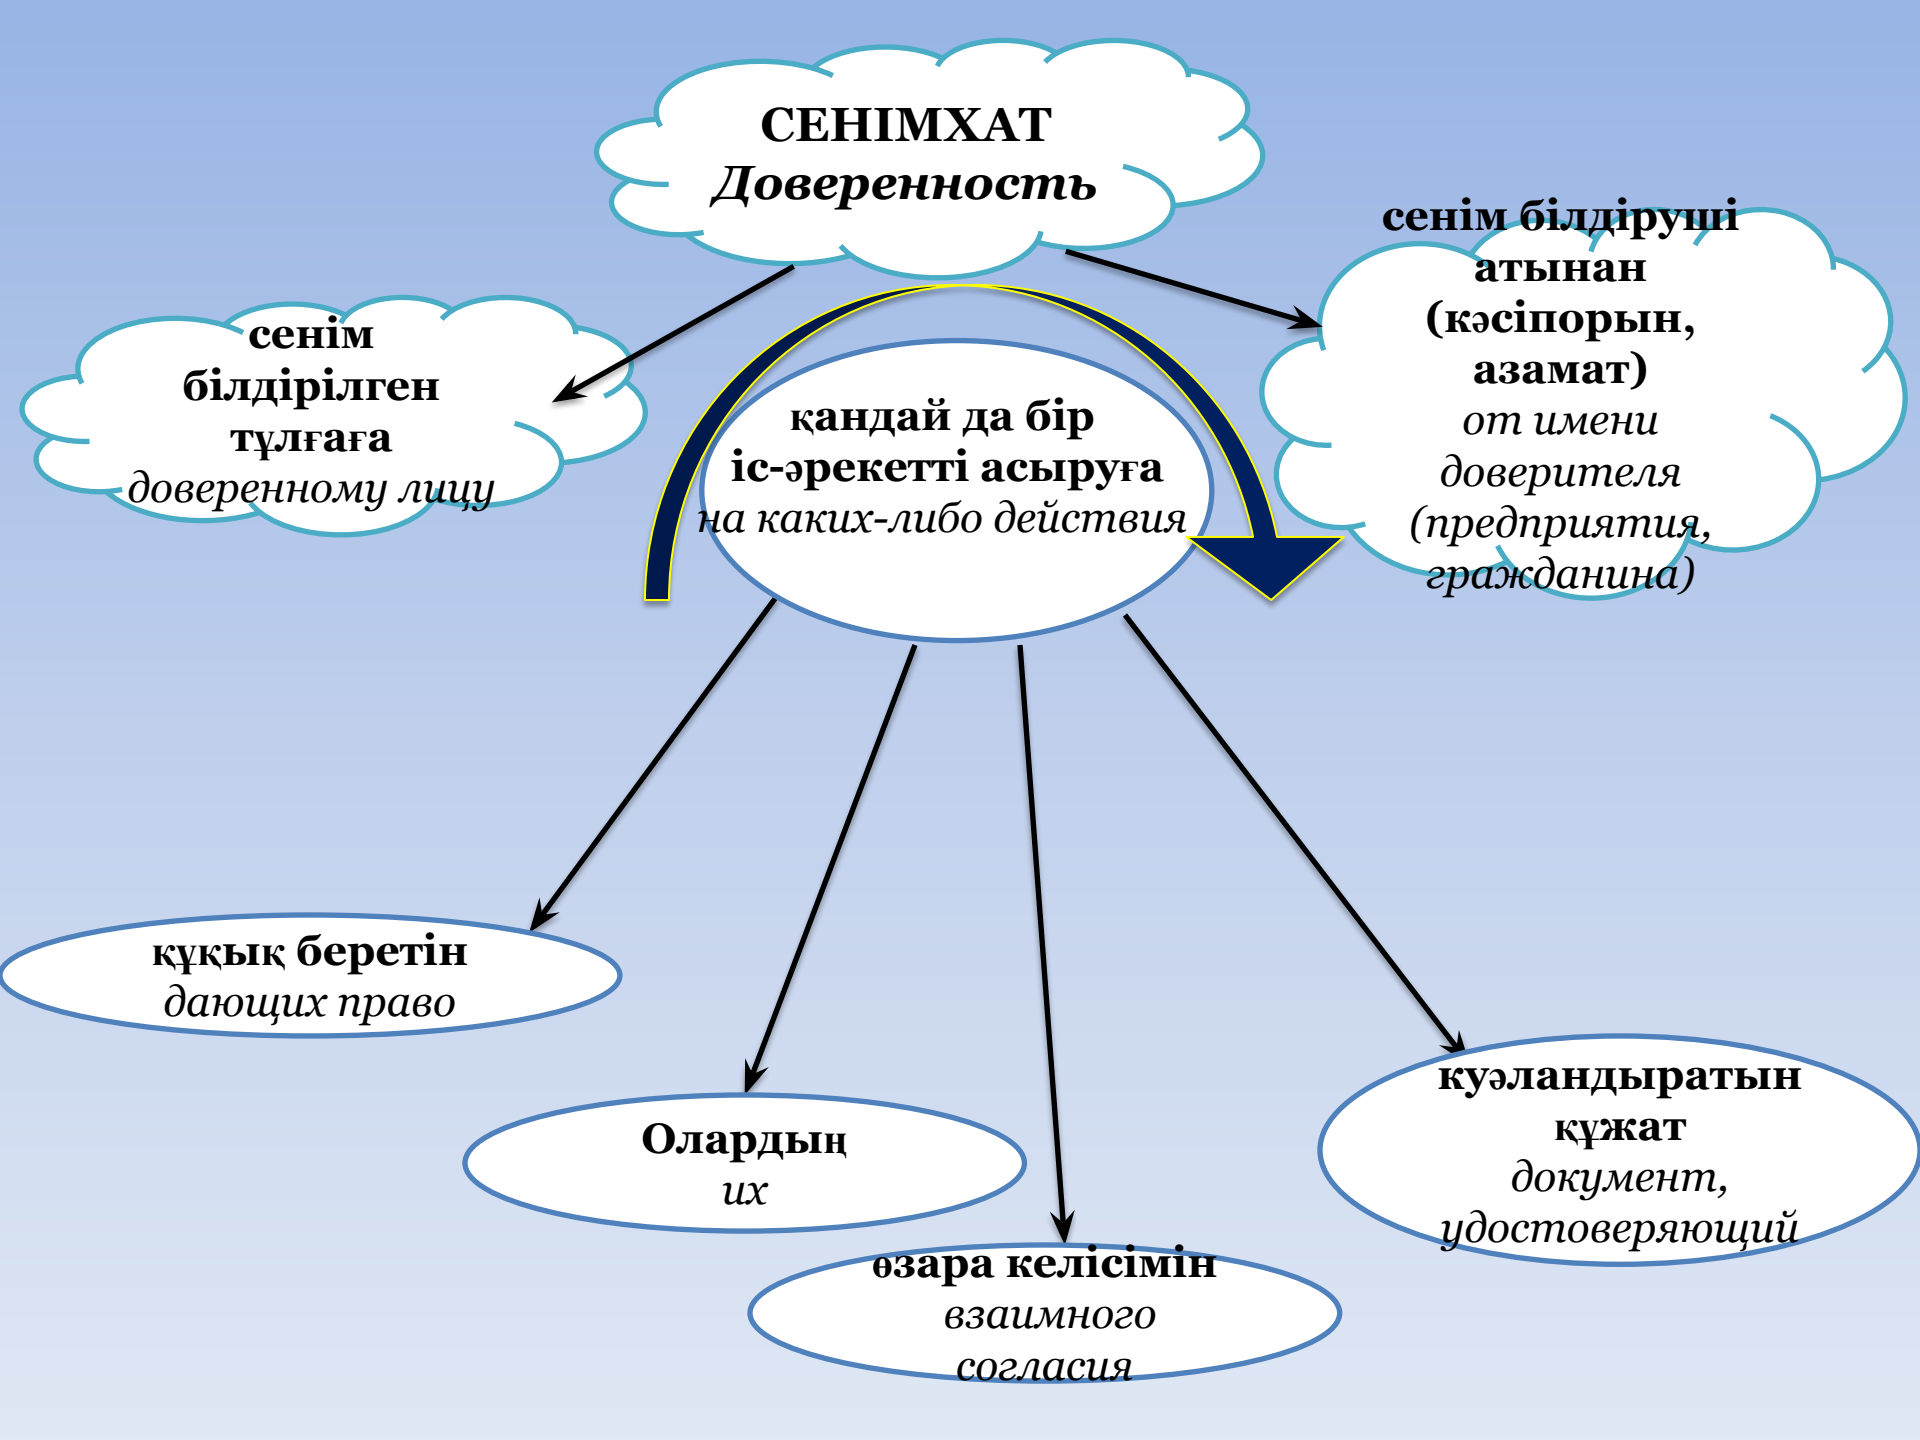 СЕНІМХАТ
Доверенность
сенім
білдірілген
тұлғаға
доверенному лицу
сенім білдіруші
атынан
(кәсіпорын,
азамат)
от имени
доверителя
(предприятия,
гражданина)
қандай да бір
іс-әрекетті асыруға
на каких-либо действия
құқық беретін
дающих право
Олардың
их
өзара келісімін
взаимного
согласия
куәландыратын
құжат
документ,
удостоверяющий